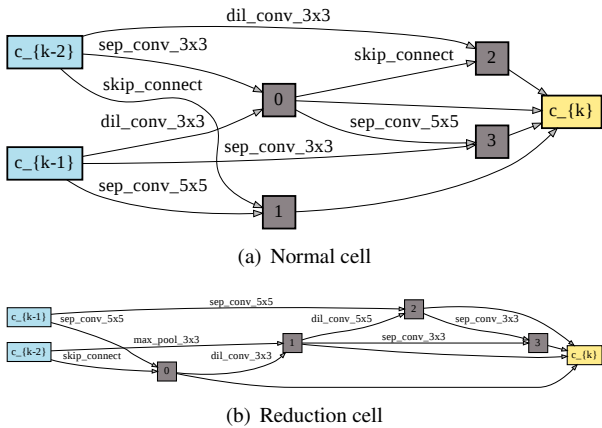 dil_conv_3x3
c_{k-2}
sep_conv_3x3
skip_connect
2
skip_connect
0
c_{k}
dil_conv_3x3
sep_conv_5x5
c_{k-1}
sep_conv_3x3
3
sep_conv_5x5
1
(a) Normal cell
c_{k-1}
sep_conv_5x5
2
sep_conv_5x5
dil_conv_5x5
sep_conv_3x3
c_{k-2}
max_pool_3x3
1
sep_conv_3x3
3
skip_connect
dil_conv_3x3
c_{k}
0
(b) Reduction cell